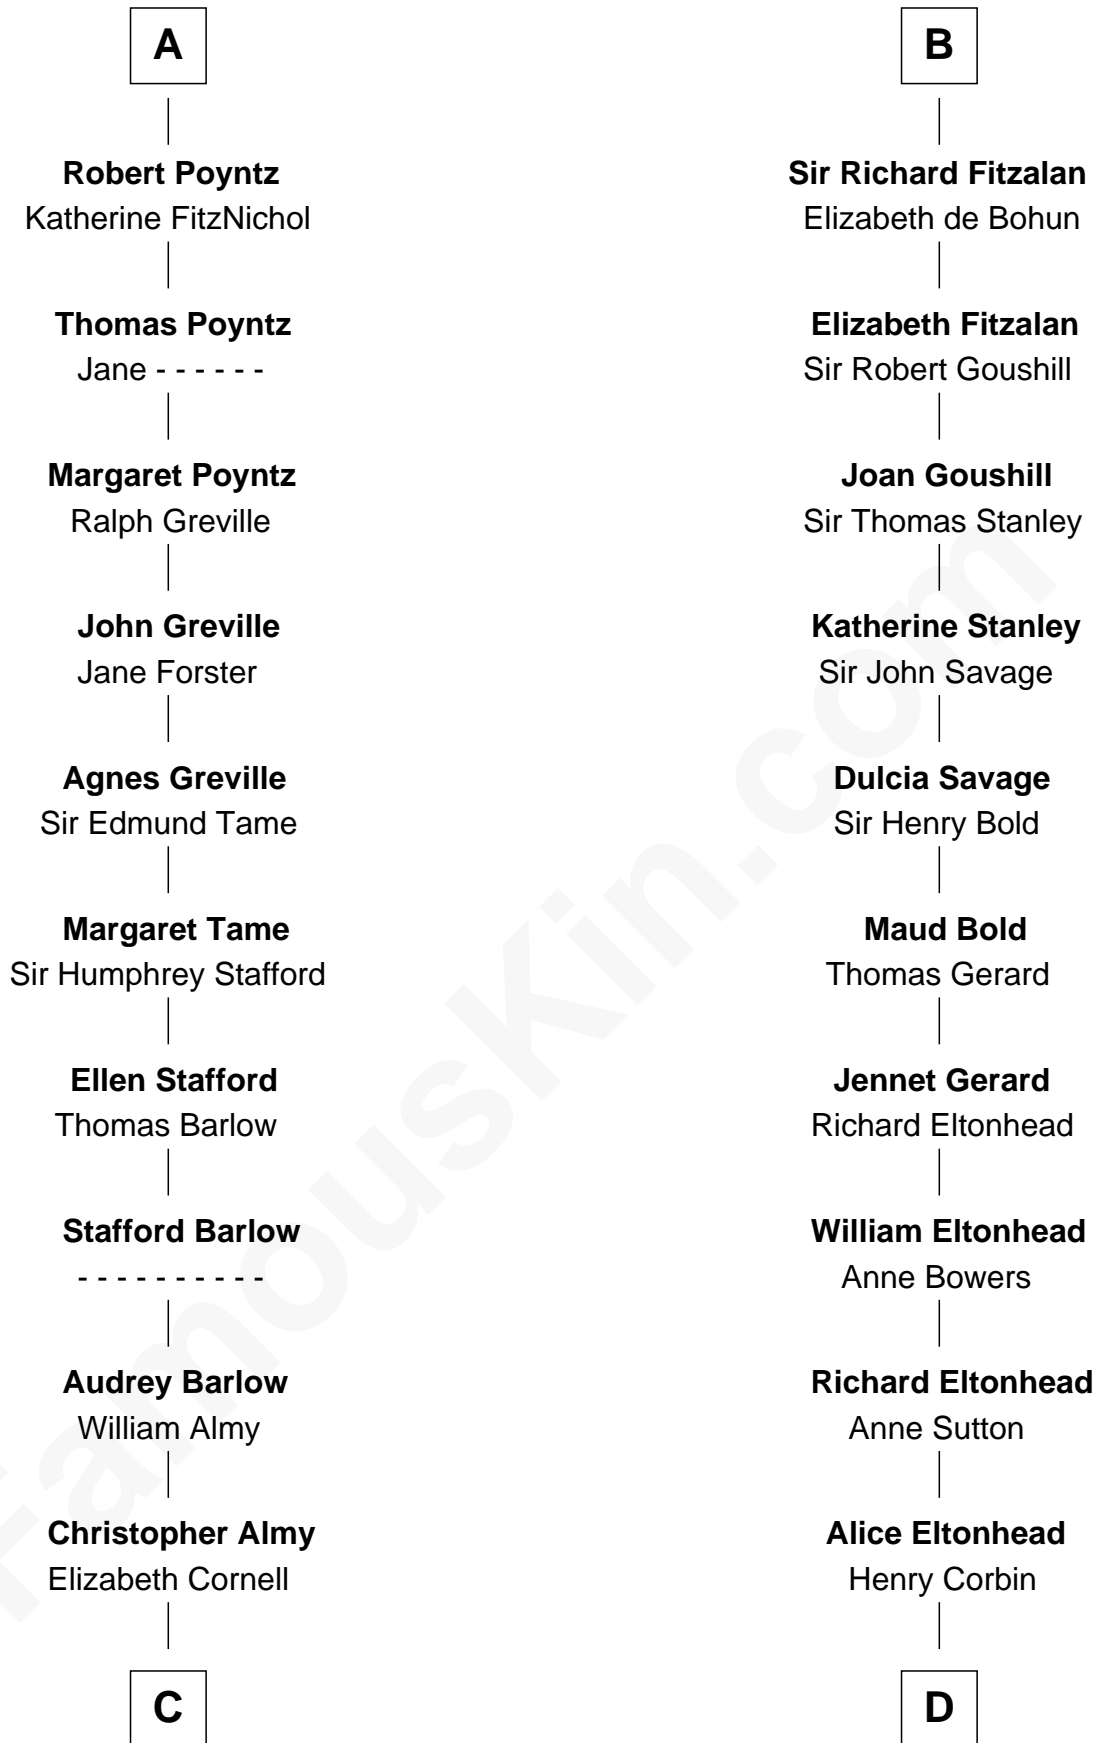 A
Robert Poyntz
Katherine FitzNichol
Thomas Poyntz
Jane - - - - - -
Margaret Poyntz
Ralph Greville
John Greville
Jane Forster
Agnes Greville
Sir Edmund Tame
Margaret Tame
Sir Humphrey Stafford
Ellen Stafford
Thomas Barlow
Stafford Barlow
- - - - - - - - - -
Audrey Barlow
William Almy
Christopher Almy
Elizabeth Cornell
C
B
Sir Richard Fitzalan
Elizabeth de Bohun
Elizabeth Fitzalan
Sir Robert Goushill
Joan Goushill
Sir Thomas Stanley
Katherine Stanley
Sir John Savage
Dulcia Savage
Sir Henry Bold
Maud Bold
Thomas Gerard
Jennet Gerard
Richard Eltonhead
William Eltonhead
Anne Bowers
Richard Eltonhead
Anne Sutton
Alice Eltonhead
Henry Corbin
D
FamousKin.com